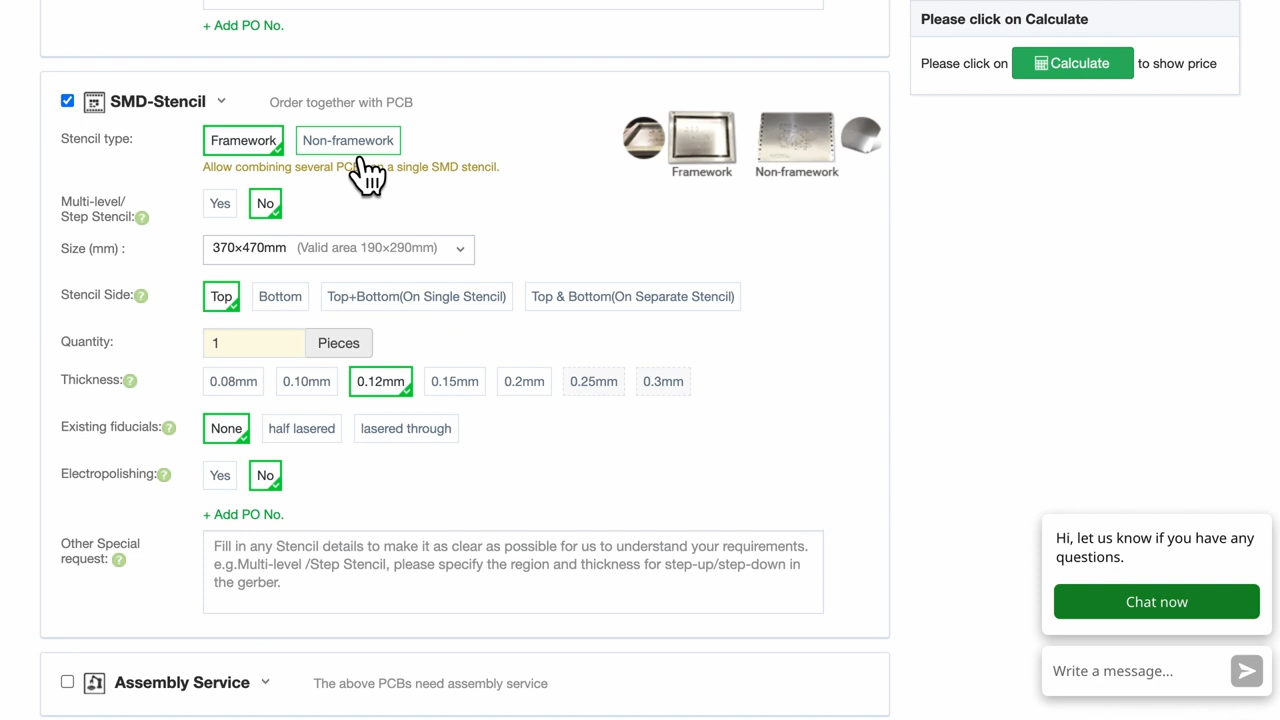 + Add PO No.
Please click on Calculate
Please click on Calculate to show price
SMD-Stencil Order together with PCB
Stencil type: Framework Non-framework
Allow combining several PC a single SMD stencil.
Framework Non-framework
Multi-level/
Step Stencil:? Yes No
Size (mm) : 370×470mm (Valid area 190×290mm)
Stencil Side:? Top Bottom Top+Bottom(On Single Stencil) Top & Bottom(On Separate Stencil)
Quantity: 1 Pieces
Thickness:? 0.08mm 0.10mm 0.12mm 0.15mm 0.2mm 0.25mm 0.3mm
Existing fiducials:? None half lasered lasered through
Electropolishing:? Yes No
+ Add PO No.
Other Special
request: ?
Fill in any Stencil details to make it as clear as possible for us to understand your requirements.
e.g.Multi-level /Step Stencil, please specify the region and thickness for step-up/step-down in
the gerber.
Assembly Service The above PCBs need assembly service
Hi, let us know if you have any
questions.
Chat now
Write a message...